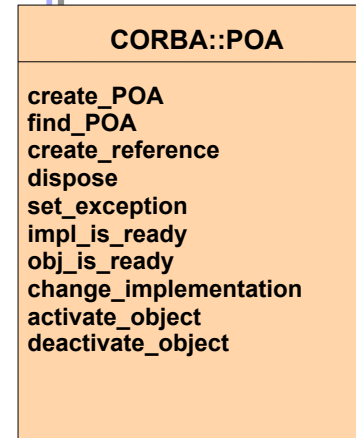 CORBA::POA
create_POA
find_POA
create_reference
dispose
set_exception
impl_is_ready
obj_is_ready
change_implementation
activate_object
deactivate_object